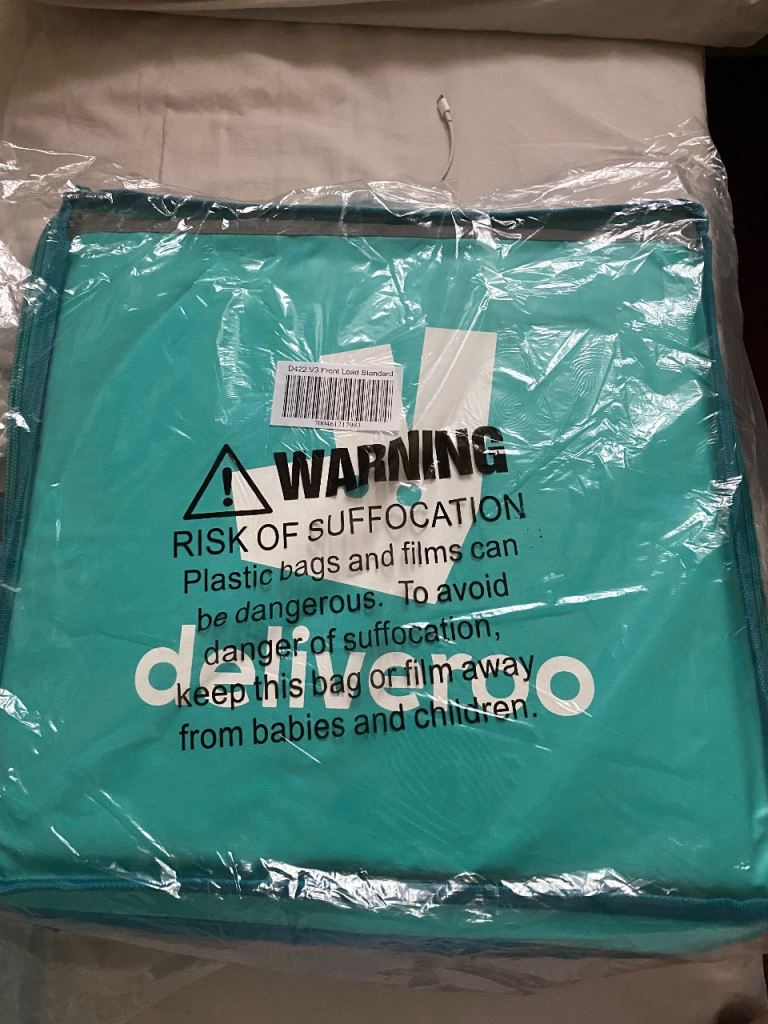 D422 V3 Front Load Standard
700461217983
WARNING
RISK OF SUFFOCATION
Plastic bags and films can
be dangerous. To avoid
danger of suffocation,
deliveroo
keep this bag or film away
from babies and children.